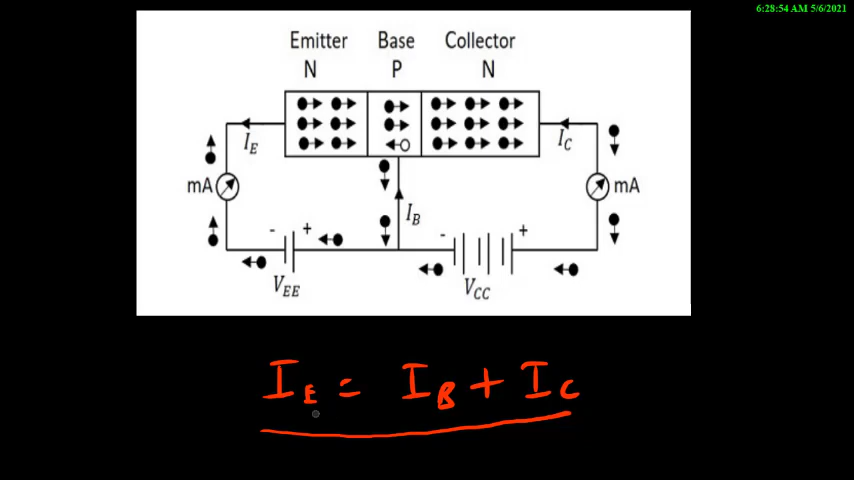 6:28:54 AM 5/6/2021
Emitter Base Collector
N P N
I_E I_C
mA mA
I_B
- + - +
V_EE V_CC
I_E = I_B + I_C